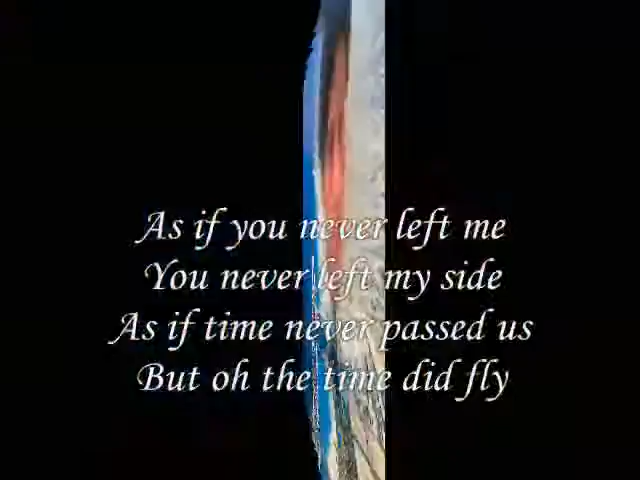 As if you never left me
You never left my side
As if time never passed us
But oh the time did fly